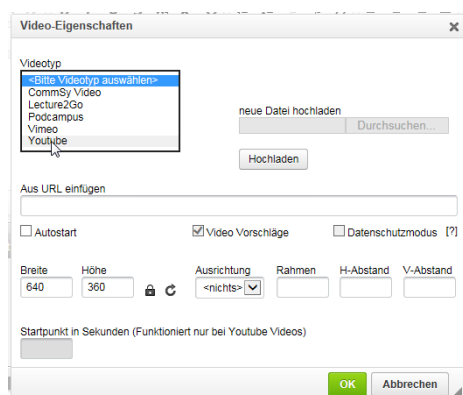 Video-Eigenschaften
Videotyp
<Bitte Videotyp auswählen>
CommSy Video
Lecture2Go
Podcampus
Vimeo
Youtube
neue Datei hochladen
Durchsuchen...
Hochladen
Aus URL einfügen
Autostart Video Vorschläge Datenschutzmodus [?]
Breite Höhe Ausrichtung Rahmen H-Abstand V-Abstand
640 360 <nichts>
Startpunkt in Sekunden (Funktioniert nur bei Youtube Videos)
OK Abbrechen